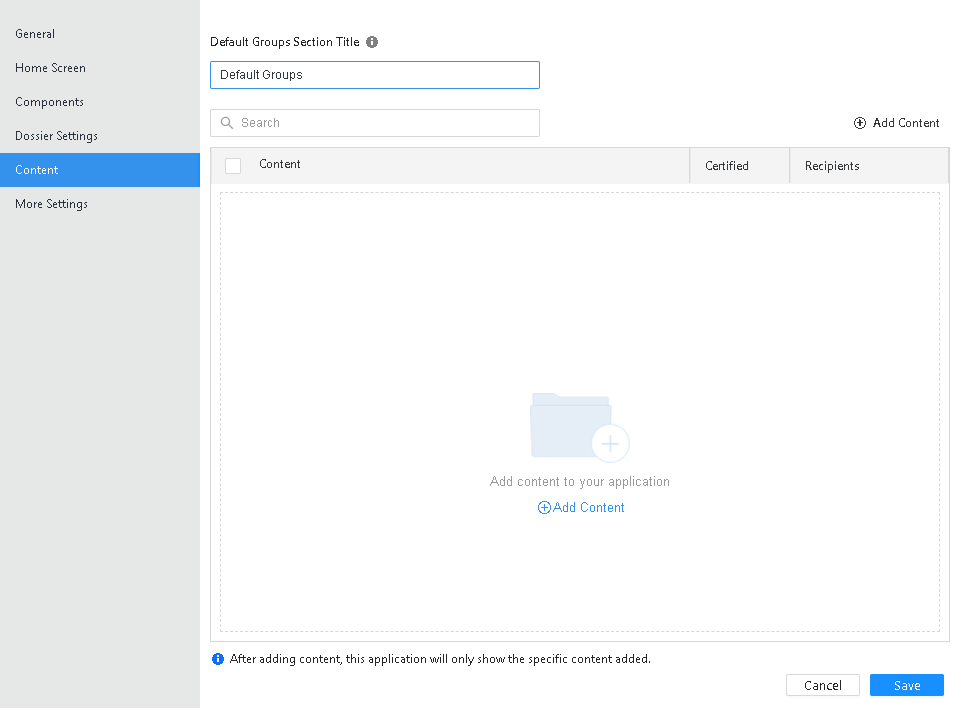 General
Home Screen
Components
Dossier Settings
Content
More Settings
Default Groups Section Title
Default Groups
Search
Add Content
Content
Certified
Recipients
Add content to your application
Add Content
After adding content, this application will only show the specific content added.
Cancel
Save